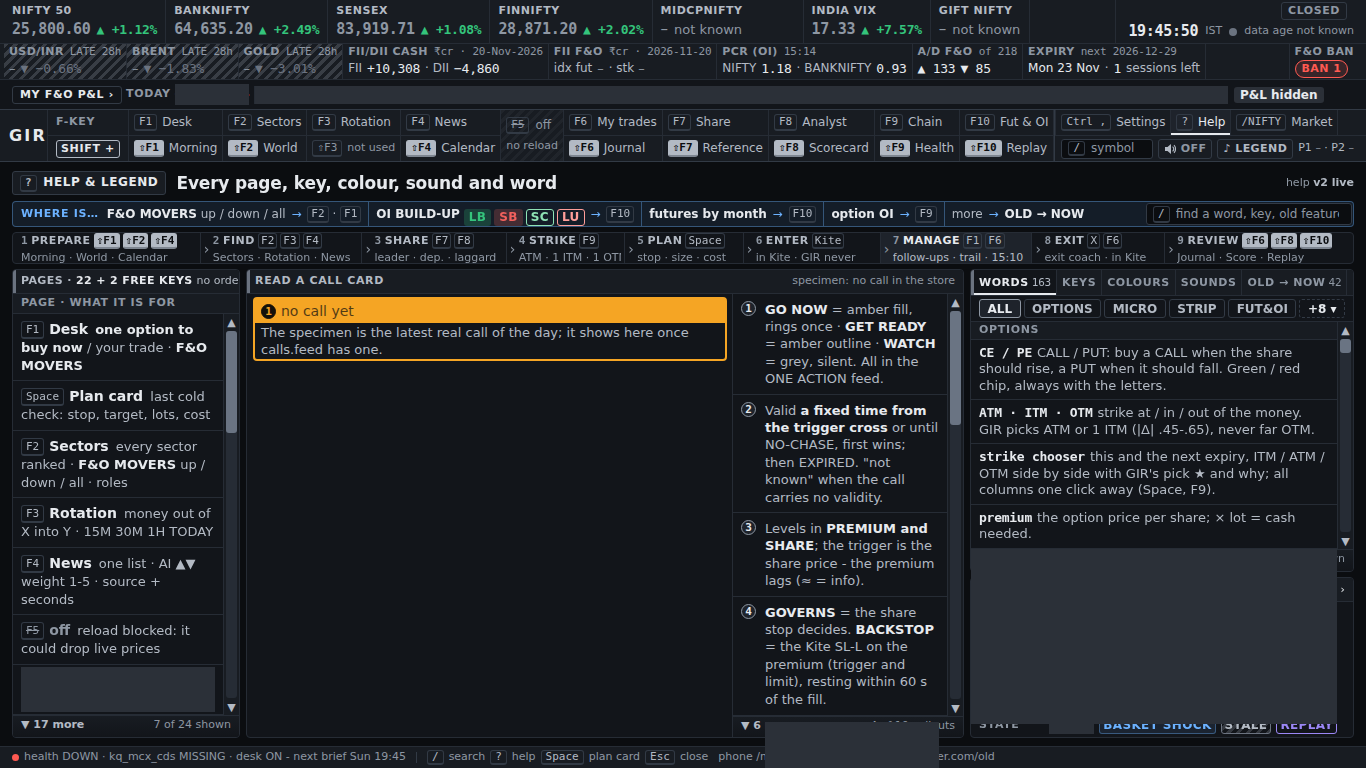 NIFTY 50 BANKNIFTY SENSEX FINNIFTY MIDCPNIFTY INDIA VIX GIFT NIFTY CLOSED
25,800.60 ▲ +1.12% 64,635.20 ▲ +2.49% 83,919.71 ▲ +1.08% 28,871.20 ▲ +2.02% – not known 17.33 ▲ +7.57% – not known 19:45:50 IST data age not known
USD/INR LATE 28h BRENT LATE 28h GOLD LATE 28h FII/DII CASH ₹cr · 20-Nov-2026 FII F&O ₹cr · 2026-11-20 PCR (OI) 15:14 A/D F&O of 218 EXPIRY next 2026-12-29 F&O BAN
– ▼ −0.66% – ▼ −1.83% – ▼ −3.01% FII +10,308 · DII −4,860 idx fut – · stk – NIFTY 1.18 · BANKNIFTY 0.93 ▲ 133 ▼ 85 Mon 23 Nov · 1 sessions left BAN 1
MY F&O P&L › TODAY P&L hidden
GIR F-KEY F1 Desk F2 Sectors F3 Rotation F4 News F5 off F6 My trades F7 Share F8 Analyst F9 Chain F10 Fut & OI Ctrl , Settings ? Help /NIFTY Market
SHIFT + ⇧F1 Morning ⇧F2 World ⇧F3 not used ⇧F4 Calendar no reload ⇧F6 Journal ⇧F7 Reference ⇧F8 Scorecard ⇧F9 Health ⇧F10 Replay / symbol OFF ♪ LEGEND P1 – · P2 –
? HELP & LEGEND Every page, key, colour, sound and word help v2 live
WHERE IS… F&O MOVERS up / down / all → F2 · F1 OI BUILD-UP LB SB SC LU → F10 futures by month → F10 option OI → F9 more → OLD → NOW / find a word, key, old feature
1 PREPARE ⇧F1 ⇧F2 ⇧F4 › 2 FIND F2 F3 F4 › 3 SHARE F7 F8 › 4 STRIKE F9 › 5 PLAN Space › 6 ENTER Kite › 7 MANAGE F1 F6 › 8 EXIT X F6 › 9 REVIEW ⇧F6 ⇧F8 ⇧F10
Morning · World · Calendar Sectors · Rotation · News leader · dep. · laggard ATM · 1 ITM · 1 OTM stop · size · cost in Kite · GIR never follow-ups · trail · 15:10 exit coach · in Kite Journal · Score · Replay
PAGES · 22 + 2 FREE KEYS no orde
PAGE · WHAT IT IS FOR
F1 Desk one option to
buy now / your trade · F&O
MOVERS
Space Plan card last cold
check: stop, target, lots, cost
F2 Sectors every sector
ranked · F&O MOVERS up /
down / all · roles
F3 Rotation money out of
X into Y · 15M 30M 1H TODAY
F4 News one list · AI ▲▼
weight 1-5 · source +
seconds
F5 off reload blocked: it
could drop live prices
▼ 17 more 7 of 24 shown
READ A CALL CARD specimen: no call in the store
1 no call yet
The specimen is the latest real call of the day; it shows here once
calls.feed has one.
1 GO NOW = amber fill,
rings once · GET READY
= amber outline · WATCH
= grey, silent. All in the
ONE ACTION feed.
2 Valid a fixed time from
the trigger cross or until
NO-CHASE, first wins;
then EXPIRED. "not
known" when the call
carries no validity.
3 Levels in PREMIUM and
SHARE; the trigger is the
share price - the premium
lags (≈ = info).
4 GOVERNS = the share
stop decides. BACKSTOP
= the Kite SL-L on the
premium (trigger and
limit), resting within 60 s
of the fill.
▼ 6
WORDS 163 KEYS COLOURS SOUNDS OLD → NOW 42
ALL OPTIONS MICRO STRIP FUT&OI +8 ▾
OPTIONS
CE / PE CALL / PUT: buy a CALL when the share
should rise, a PUT when it should fall. Green / red
chip, always with the letters.
ATM · ITM · OTM strike at / in / out of the money.
GIR picks ATM or 1 ITM (|Δ| .45-.65), never far OTM.
strike chooser this and the next expiry, ITM / ATM /
OTM side by side with GIR's pick ★ and why; all
columns one click away (Space, F9).
premium the option price per share; × lot = cash
needed.
›
STATE BASKET SHOCK STALE REPLAY
health DOWN · kq_mcx_cds MISSING · desk ON - next brief Sun 19:45 / search ? help Space plan card Esc close phone er.com/old